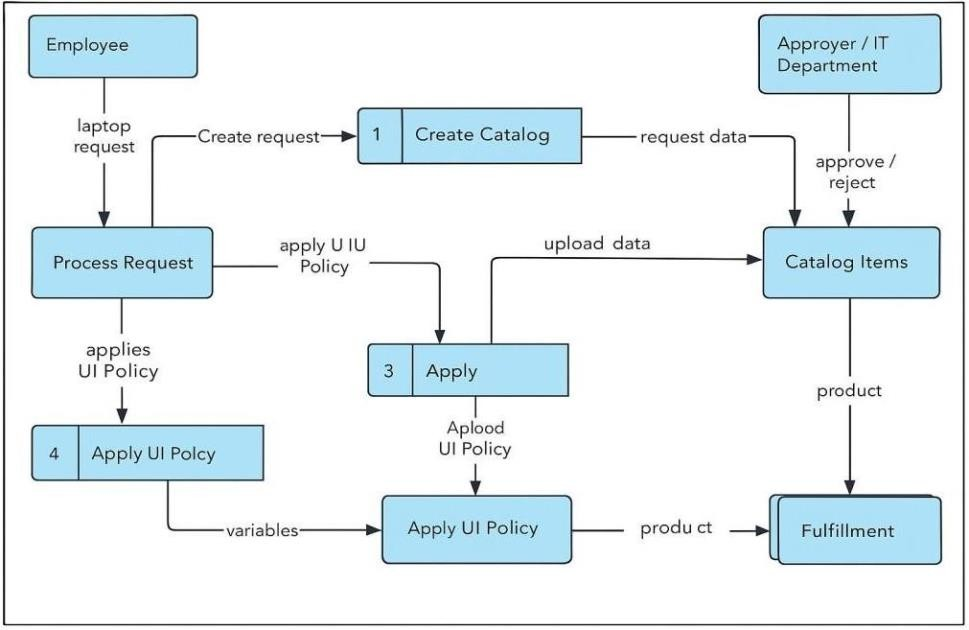 Employee
Approyer / IT
Department
laptop
request
Create request
1 Create Catalog
request data
approve /
reject
Process Request
apply U IU
Policy
upload data
Catalog Items
applies
UI Policy
3 Apply
product
Aplood
UI Policy
4 Apply UI Polcy
variables
Apply UI Policy
produ ct
Fulfillment